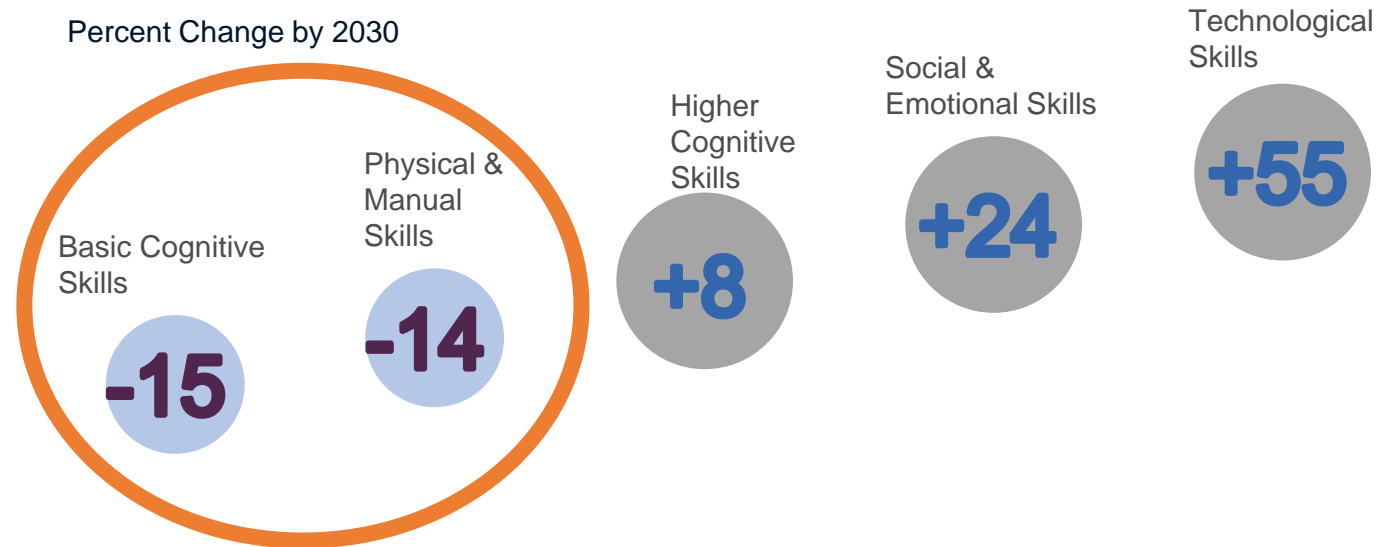 Percent Change by 2030
Basic Cognitive
Skills
-15
Physical &
Manual
Skills
-14
Higher
Cognitive
Skills
+8
Social &
Emotional Skills
+24
Technological
Skills
+55